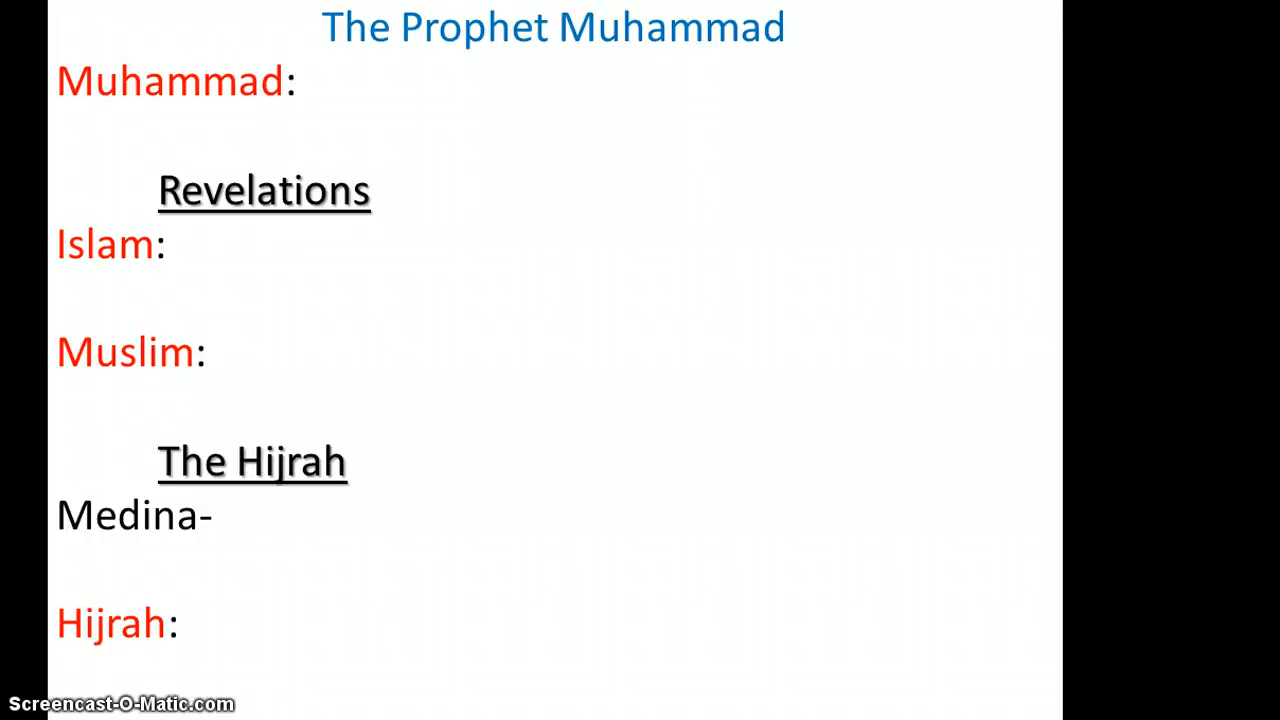 The Prophet Muhammad
Muhammad:
Revelations
Islam:
Muslim:
The Hijrah
Medina-
Hijrah:
Screencast-O-Matic.com